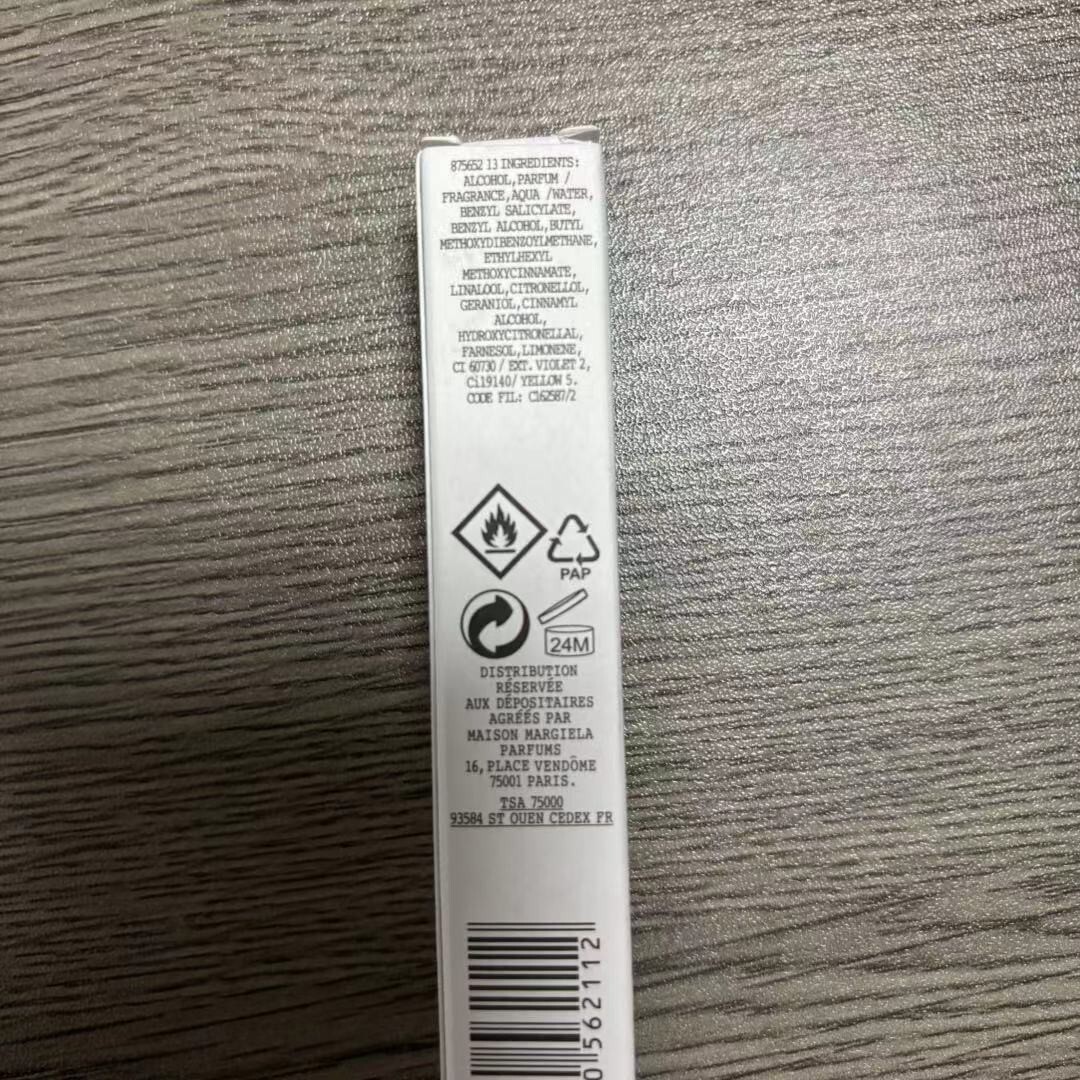 875652 13 INGREDIENTS:
ALCOHOL,PARFUM /
FRAGRANCE,AQUA /WATER,
BENZYL SALICYLATE,
BENZYL ALCOHOL,BUTYL
METHOXYDIBENZOYLMETHANE,
ETHYLHEXYL
METHOXYCINNAMATE,
LINALOOL,CITRONELLOL,
GERANIOL,CINNAMYL
ALCOHOL,
HYDROXYCITRONELLAL,
FARNESOL,LIMONENE,
CI 60730 / EXT. VIOLET 2,
Ci19140/ YELLOW 5.
CODE FIL: C162587/2
PAP
24M
DISTRIBUTION
RÉSERVÉE
AUX DÉPOSITAIRES
AGRÉÉS PAR
MAISON MARGIELA
PARFUMS
16, PLACE VENDÔME
75001 PARIS.
TSA 75000
93584 ST OUEN CEDEX FR
0 562112